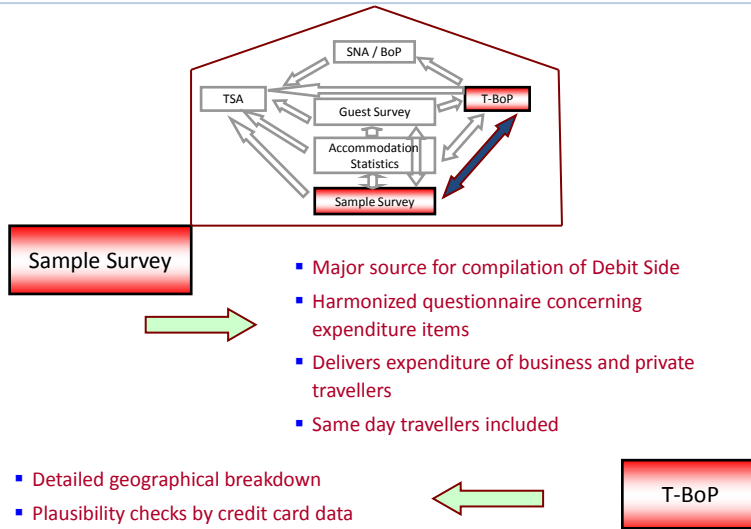 SNA / BoP
TSA
T-BoP
Guest Survey
Accommodation
Statistics
Sample Survey
Sample Survey
▪ Major source for compilation of Debit Side
▪ Harmonized questionnaire concerning
expenditure items
▪ Delivers expenditure of business and private
travellers
▪ Same day travellers included
▪ Detailed geographical breakdown
▪ Plausibility checks by credit card data
T-BoP